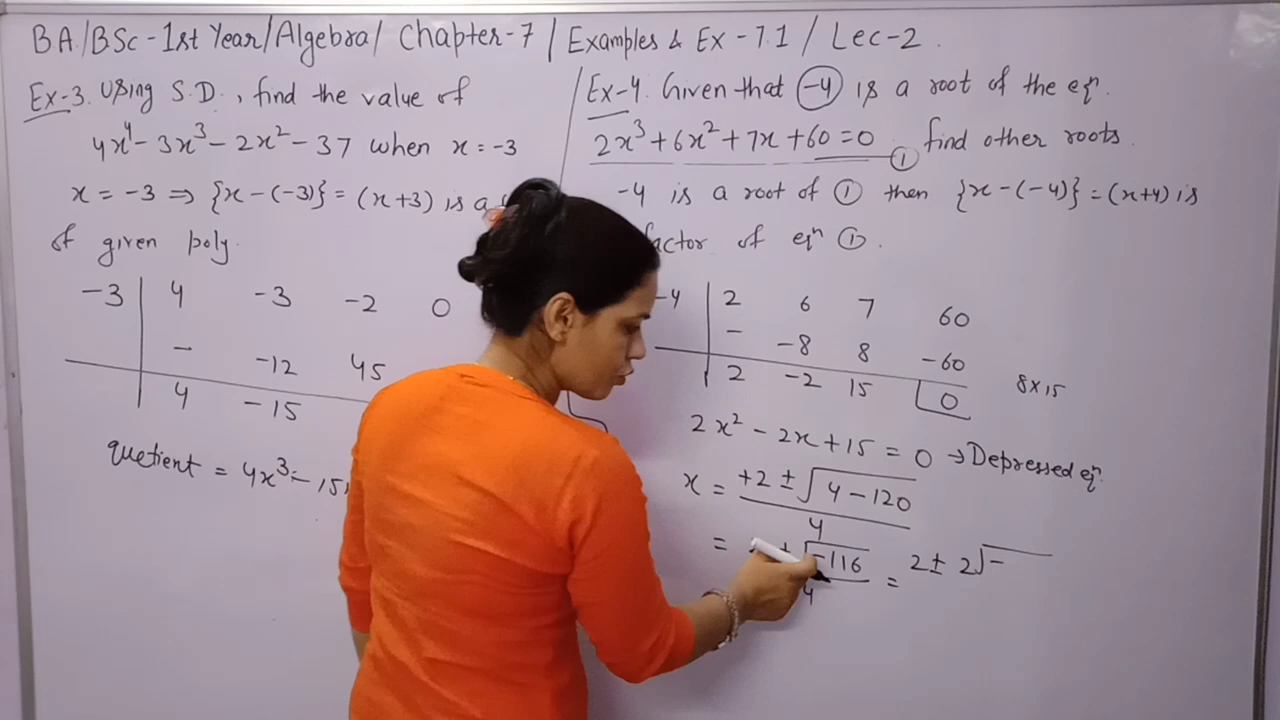 BA/BSc-1st Year/Algebra/ Chapter-7 / Examples & Ex-7.1 / Lec-2.
Ex-3. Using S.D., find the value of
4x⁴-3x³-2x²-37 when x=-3
x = -3 ⇒ {x-(-3)} = (x+3) is a
of given poly.
-3 | 4 -3 -2 0
- -12 45
4 -15
quetient = 4x³-15
Ex-4. Given that -4 is a root of the eqⁿ.
2x³+6x²+7x+60=0 ① find other roots.
-4 is a root of ① then {x-(-4)} = (x+4) is
factor of eqⁿ ①.
-4 | 2 6 7 60
- -8 8 -60
2 -2 15 0
8×15
2x²-2x+15=0 → Depressed eqⁿ.
x = +2 ± √4-120 / 4
= ± √-116 / 4 = 2 ± 2√-